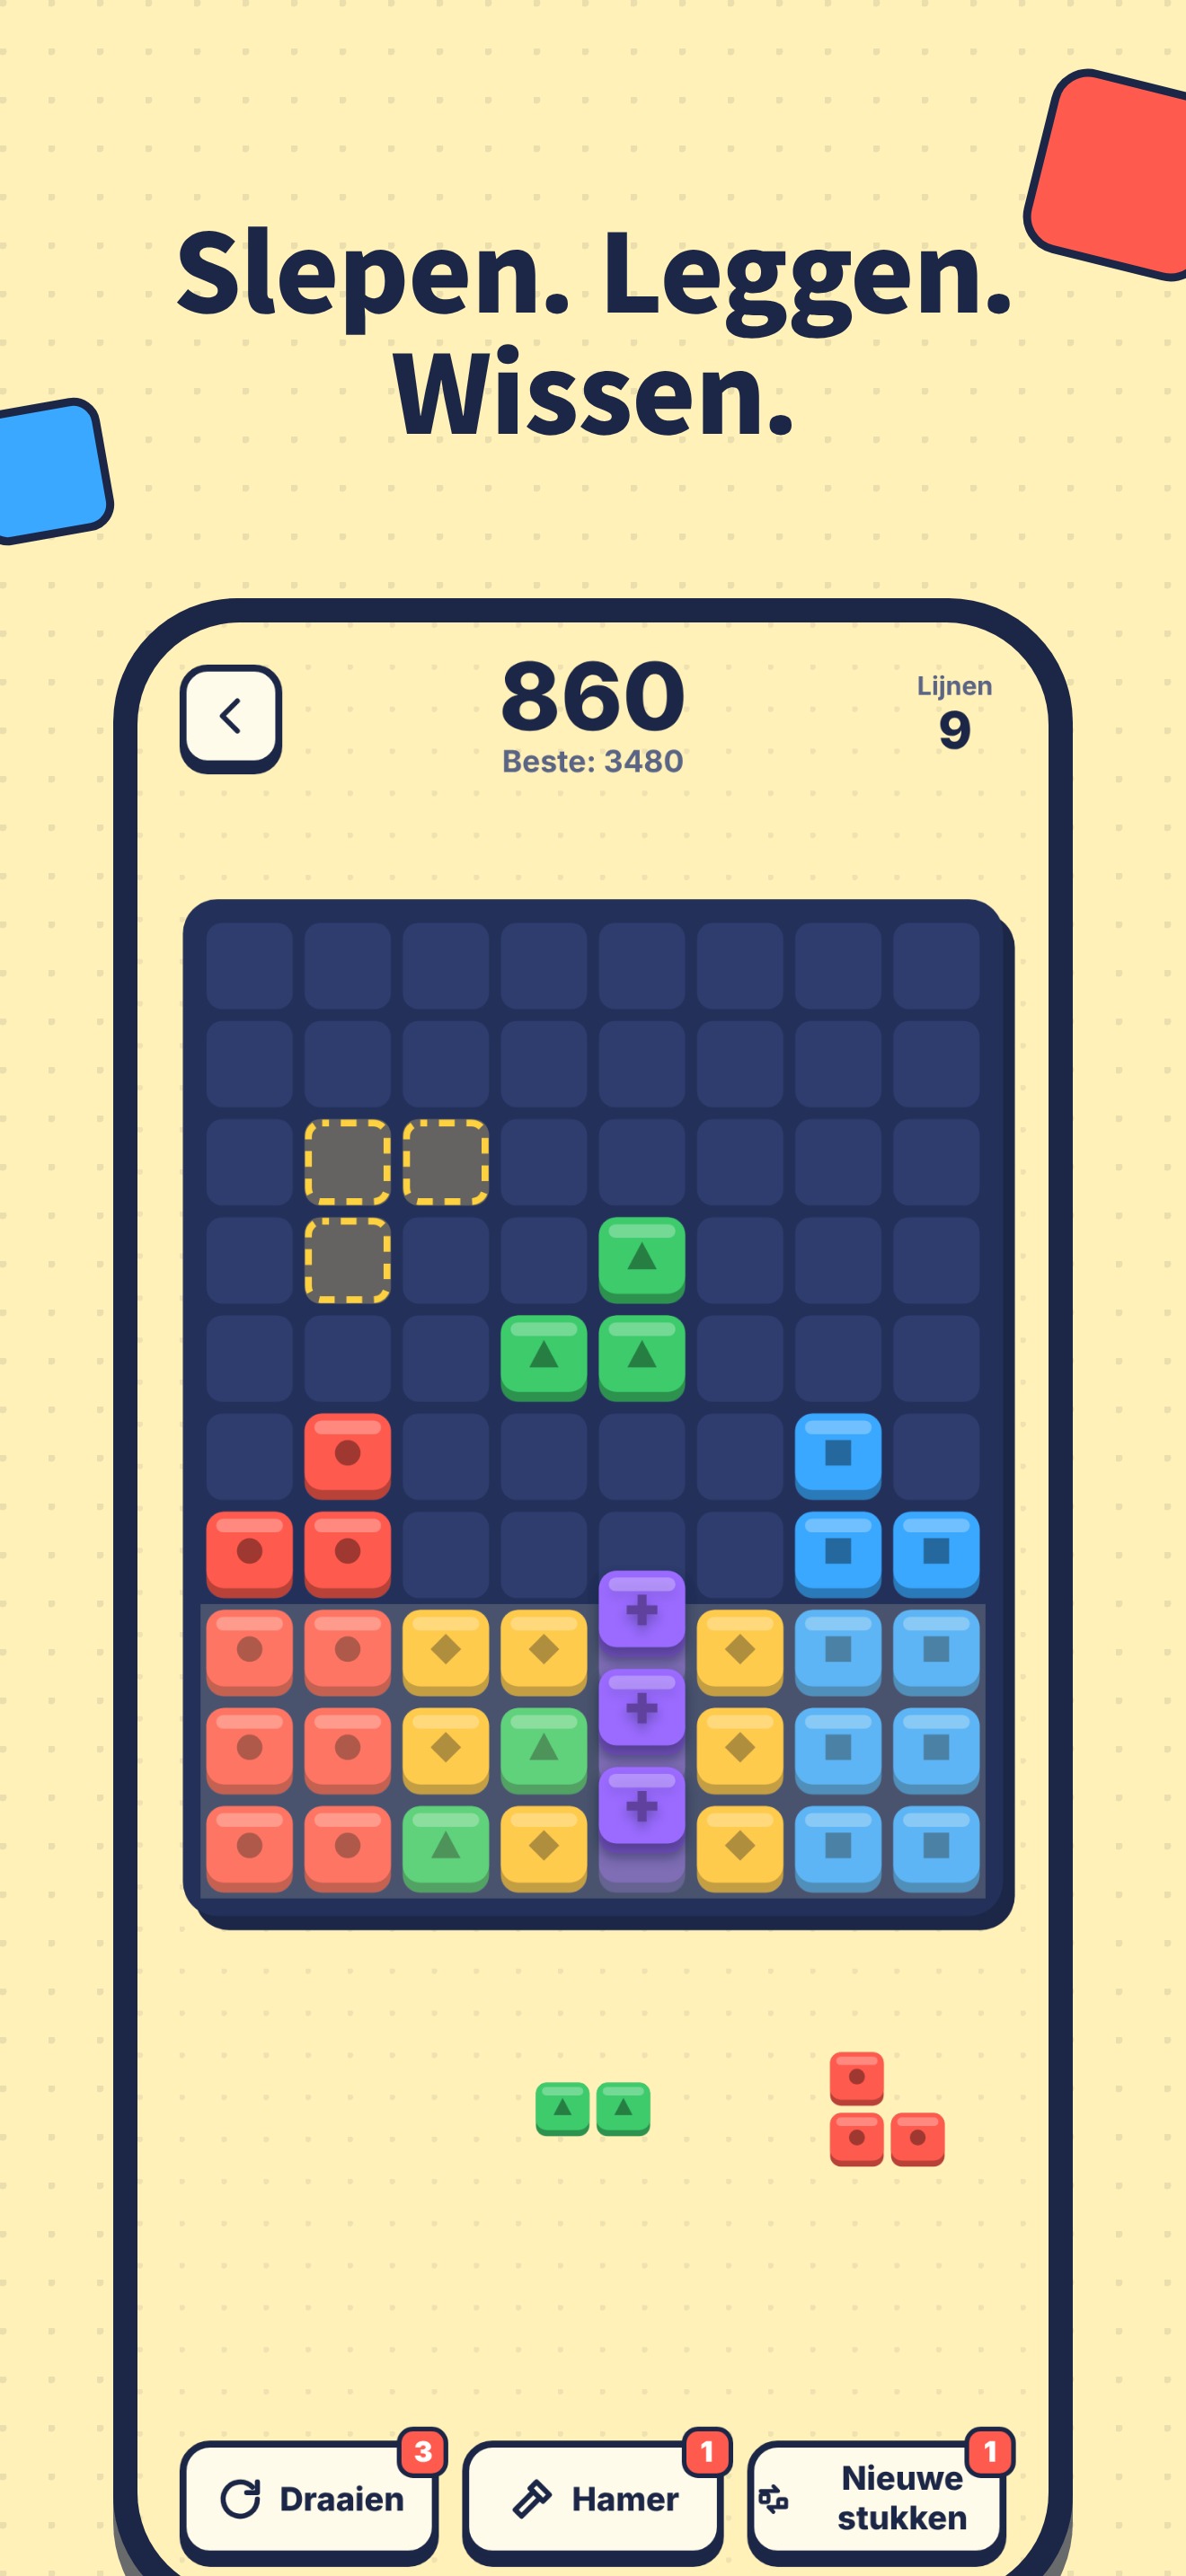 Slepen. Leggen.
Wissen.
860
Beste: 3480
Lijnen
9
3
Draaien
1
Hamer
1
Nieuwe
stukken